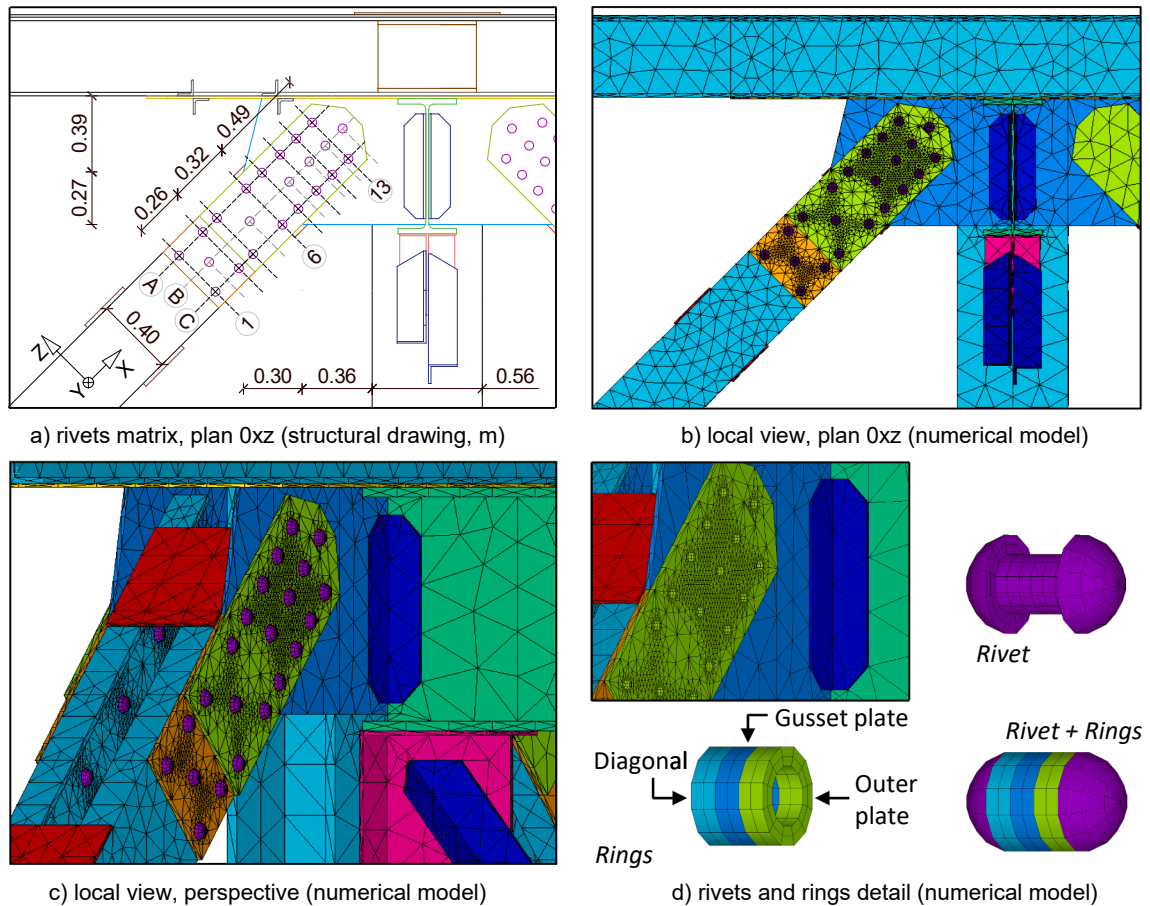 0.49
0.39
0.32
0.26
0.27
13
6
A
B
C
1
0.40
Z
X
Y
0.30
0.36
0.56
a) rivets matrix, plan 0xz (structural drawing, m)
b) local view, plan 0xz (numerical model)
Rivet
Gusset plate
Rivet + Rings
Diagonal
Outer
plate
Rings
c) local view, perspective (numerical model)
d) rivets and rings detail (numerical model)